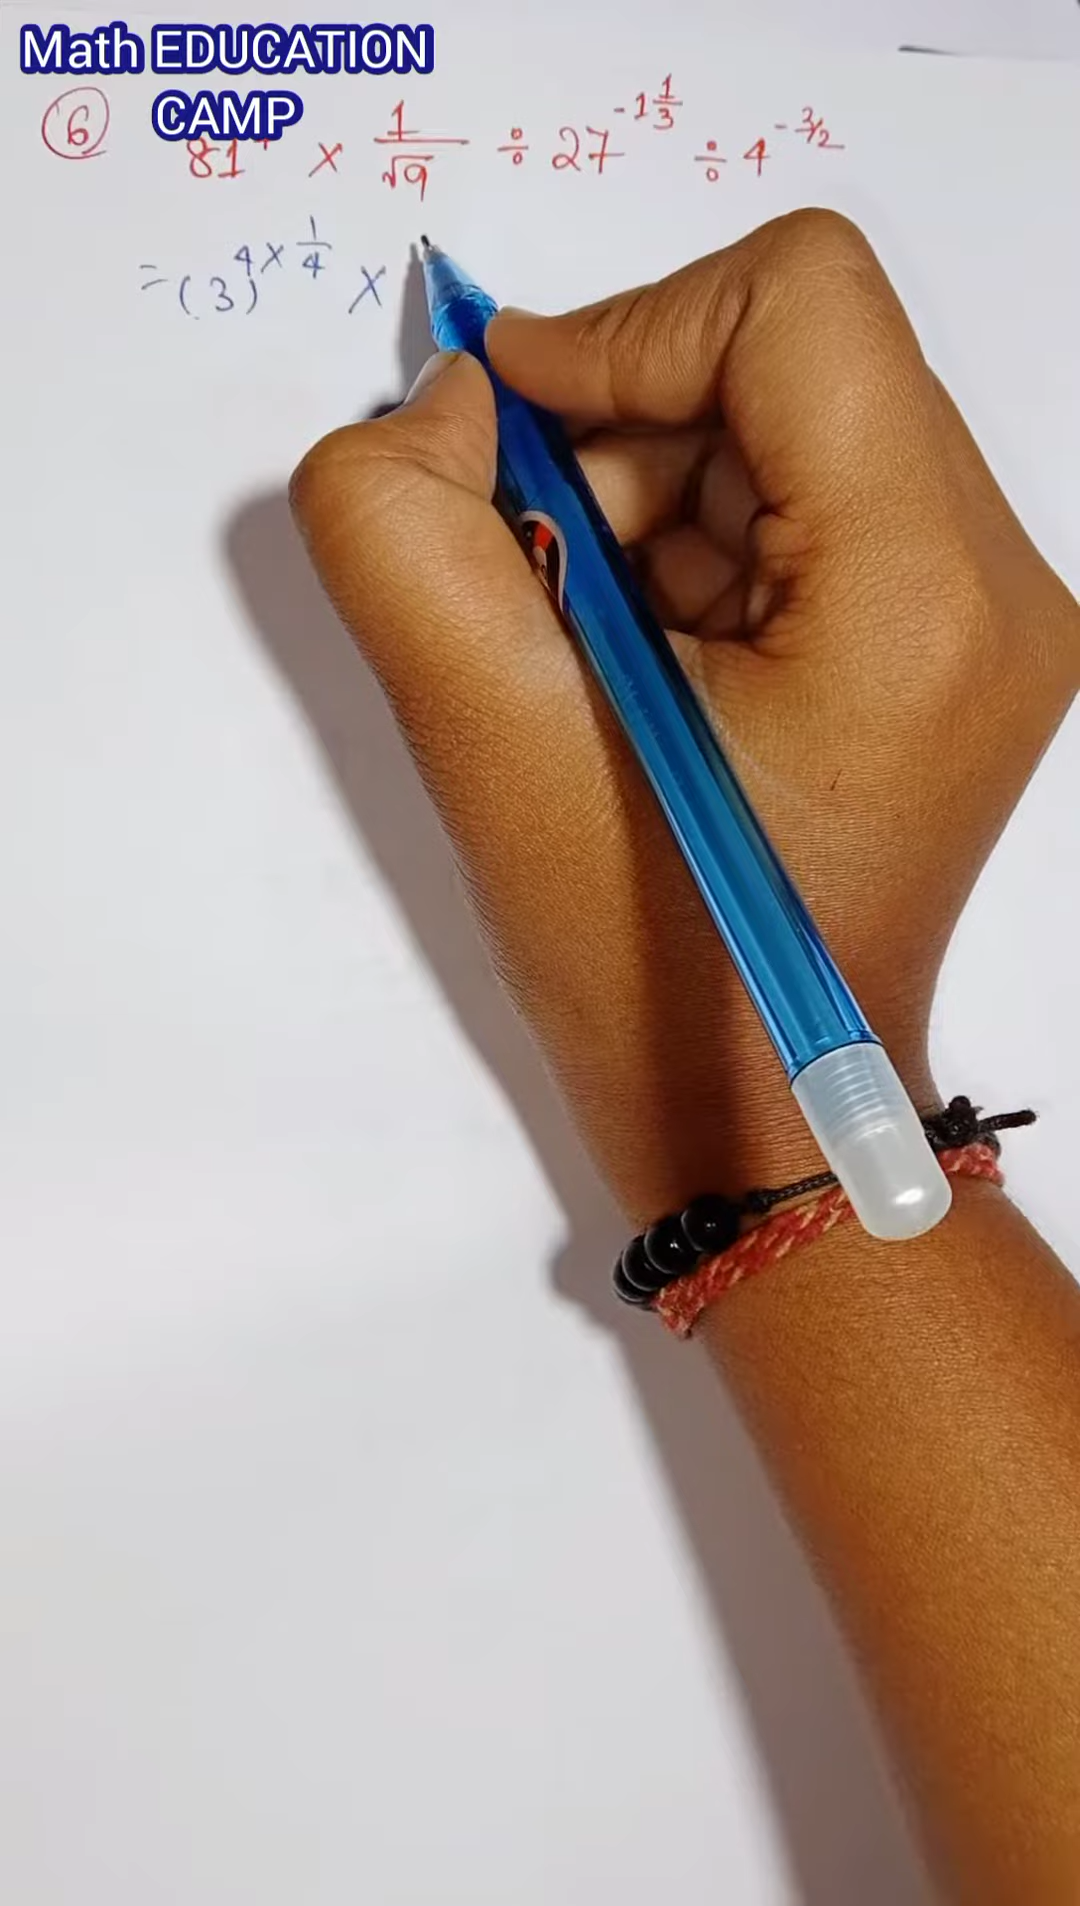 Math EDUCATION
CAMP
6 81 × 1/√9 ÷ 27^-1 1/3 ÷ 4^-3/2
= (3)^4×1/4 ×